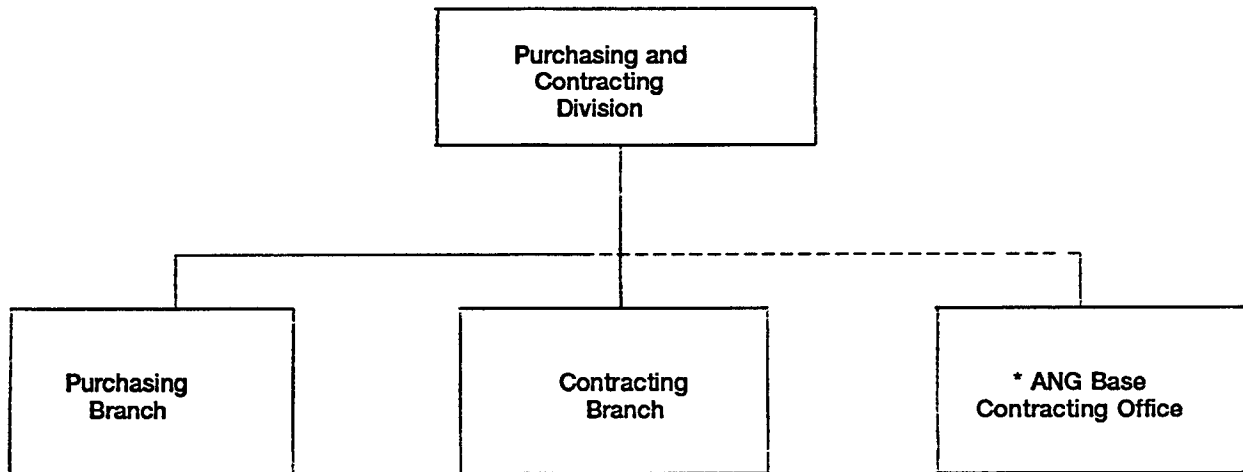 Purchasing and
Contracting
Division
Purchasing
Branch
Contracting
Branch
* ANG Base
Contracting Office